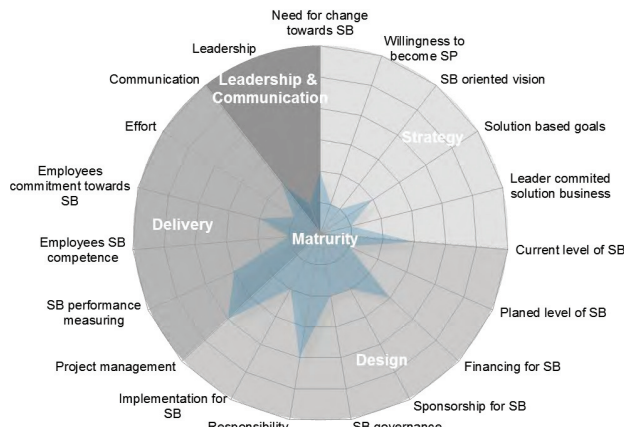 Need for change
towards SB
Willingness to
become SP
SB oriented vision
Solution based goals
Leader commited
solution business
Current level of SB
Planed level of SB
Financing for SB
Sponsorship for SB
SB governance
Responsibility
Implementation for
SB
Project management
SB performance
measuring
Employees SB
competence
Employees
commitment towards
SB
Effort
Communication
Leadership
Leadership &
Communication
Strategy
Delivery
Matrurity
Design